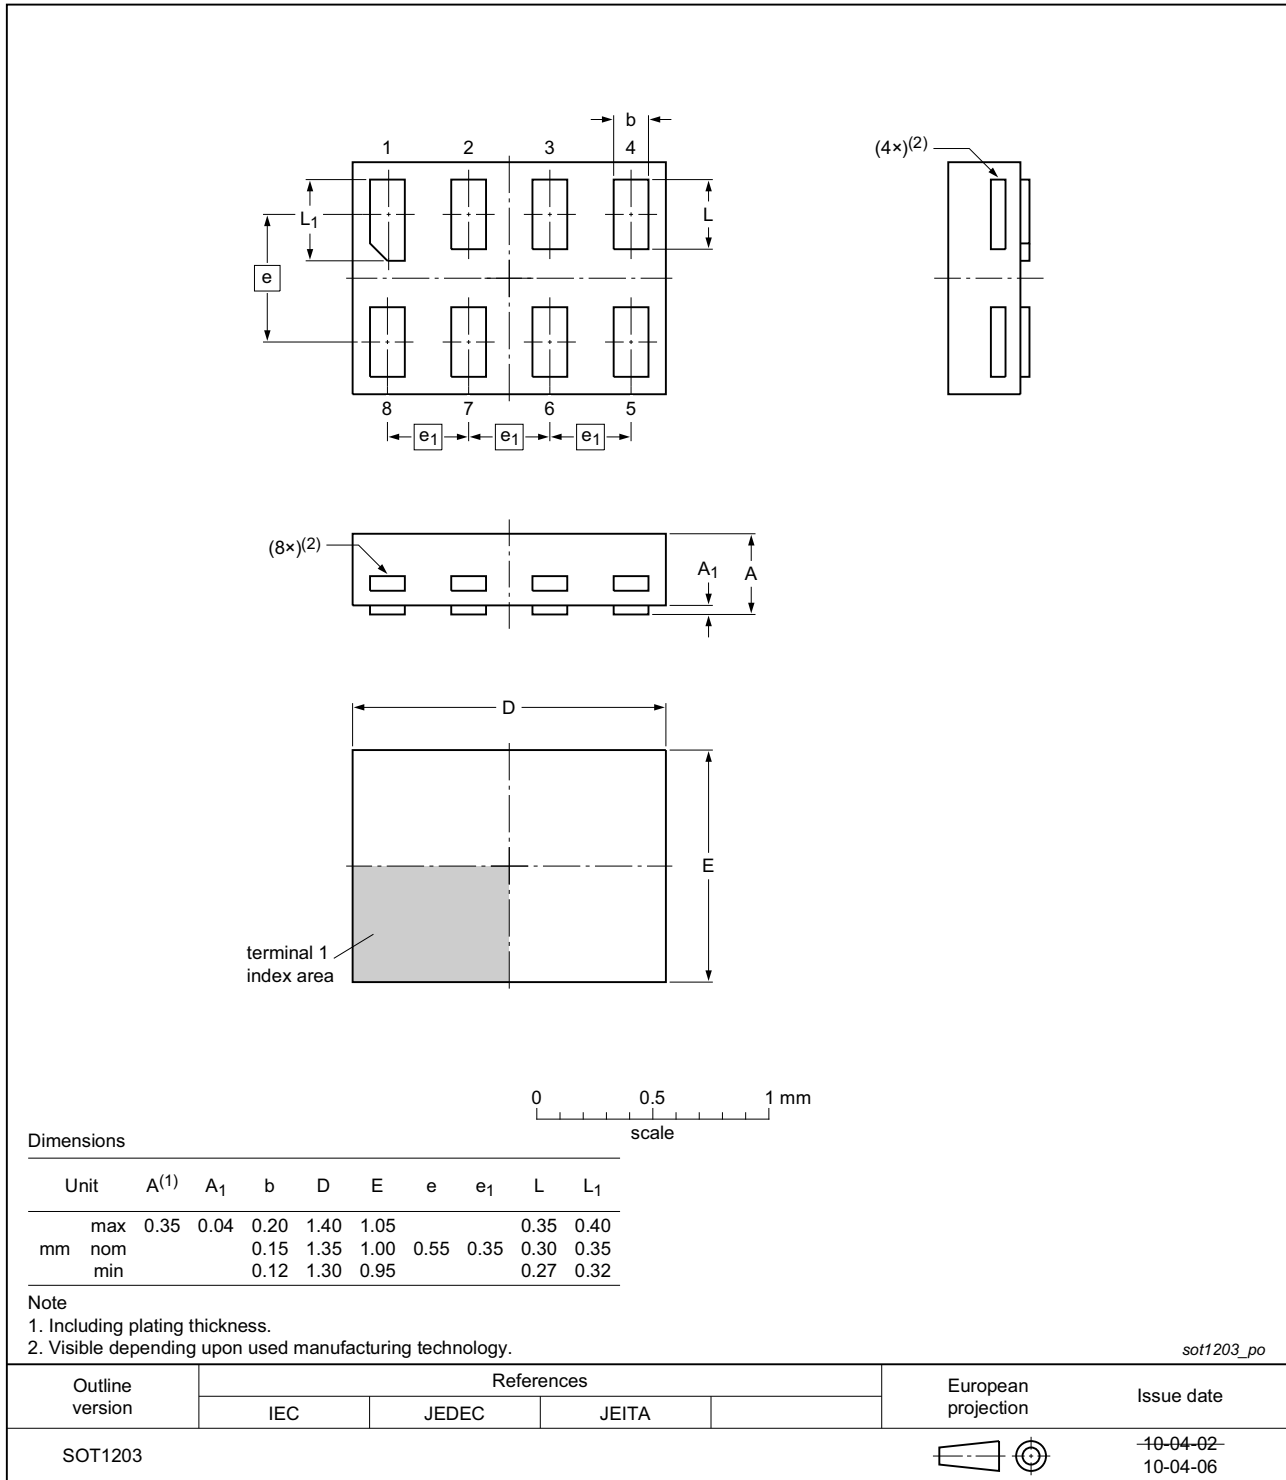 b
(4×)(2)
1 2 3 4
L1
L
e
8 7 6 5
e1 e1 e1
(8×)(2)
A1 A
D
E
terminal 1
index area
0 0.5 1 mm
scale
Dimensions
Unit A(1) A1 b D E e e1 L L1
max 0.35 0.04 0.20 1.40 1.05 0.35 0.40
mm nom 0.15 1.35 1.00 0.55 0.35 0.30 0.35
min 0.12 1.30 0.95 0.27 0.32
Note
1. Including plating thickness.
2. Visible depending upon used manufacturing technology.
sot1203_po
Outline
version
References
European
projection
Issue date
IEC JEDEC JEITA
SOT1203
10-04-02
10-04-06